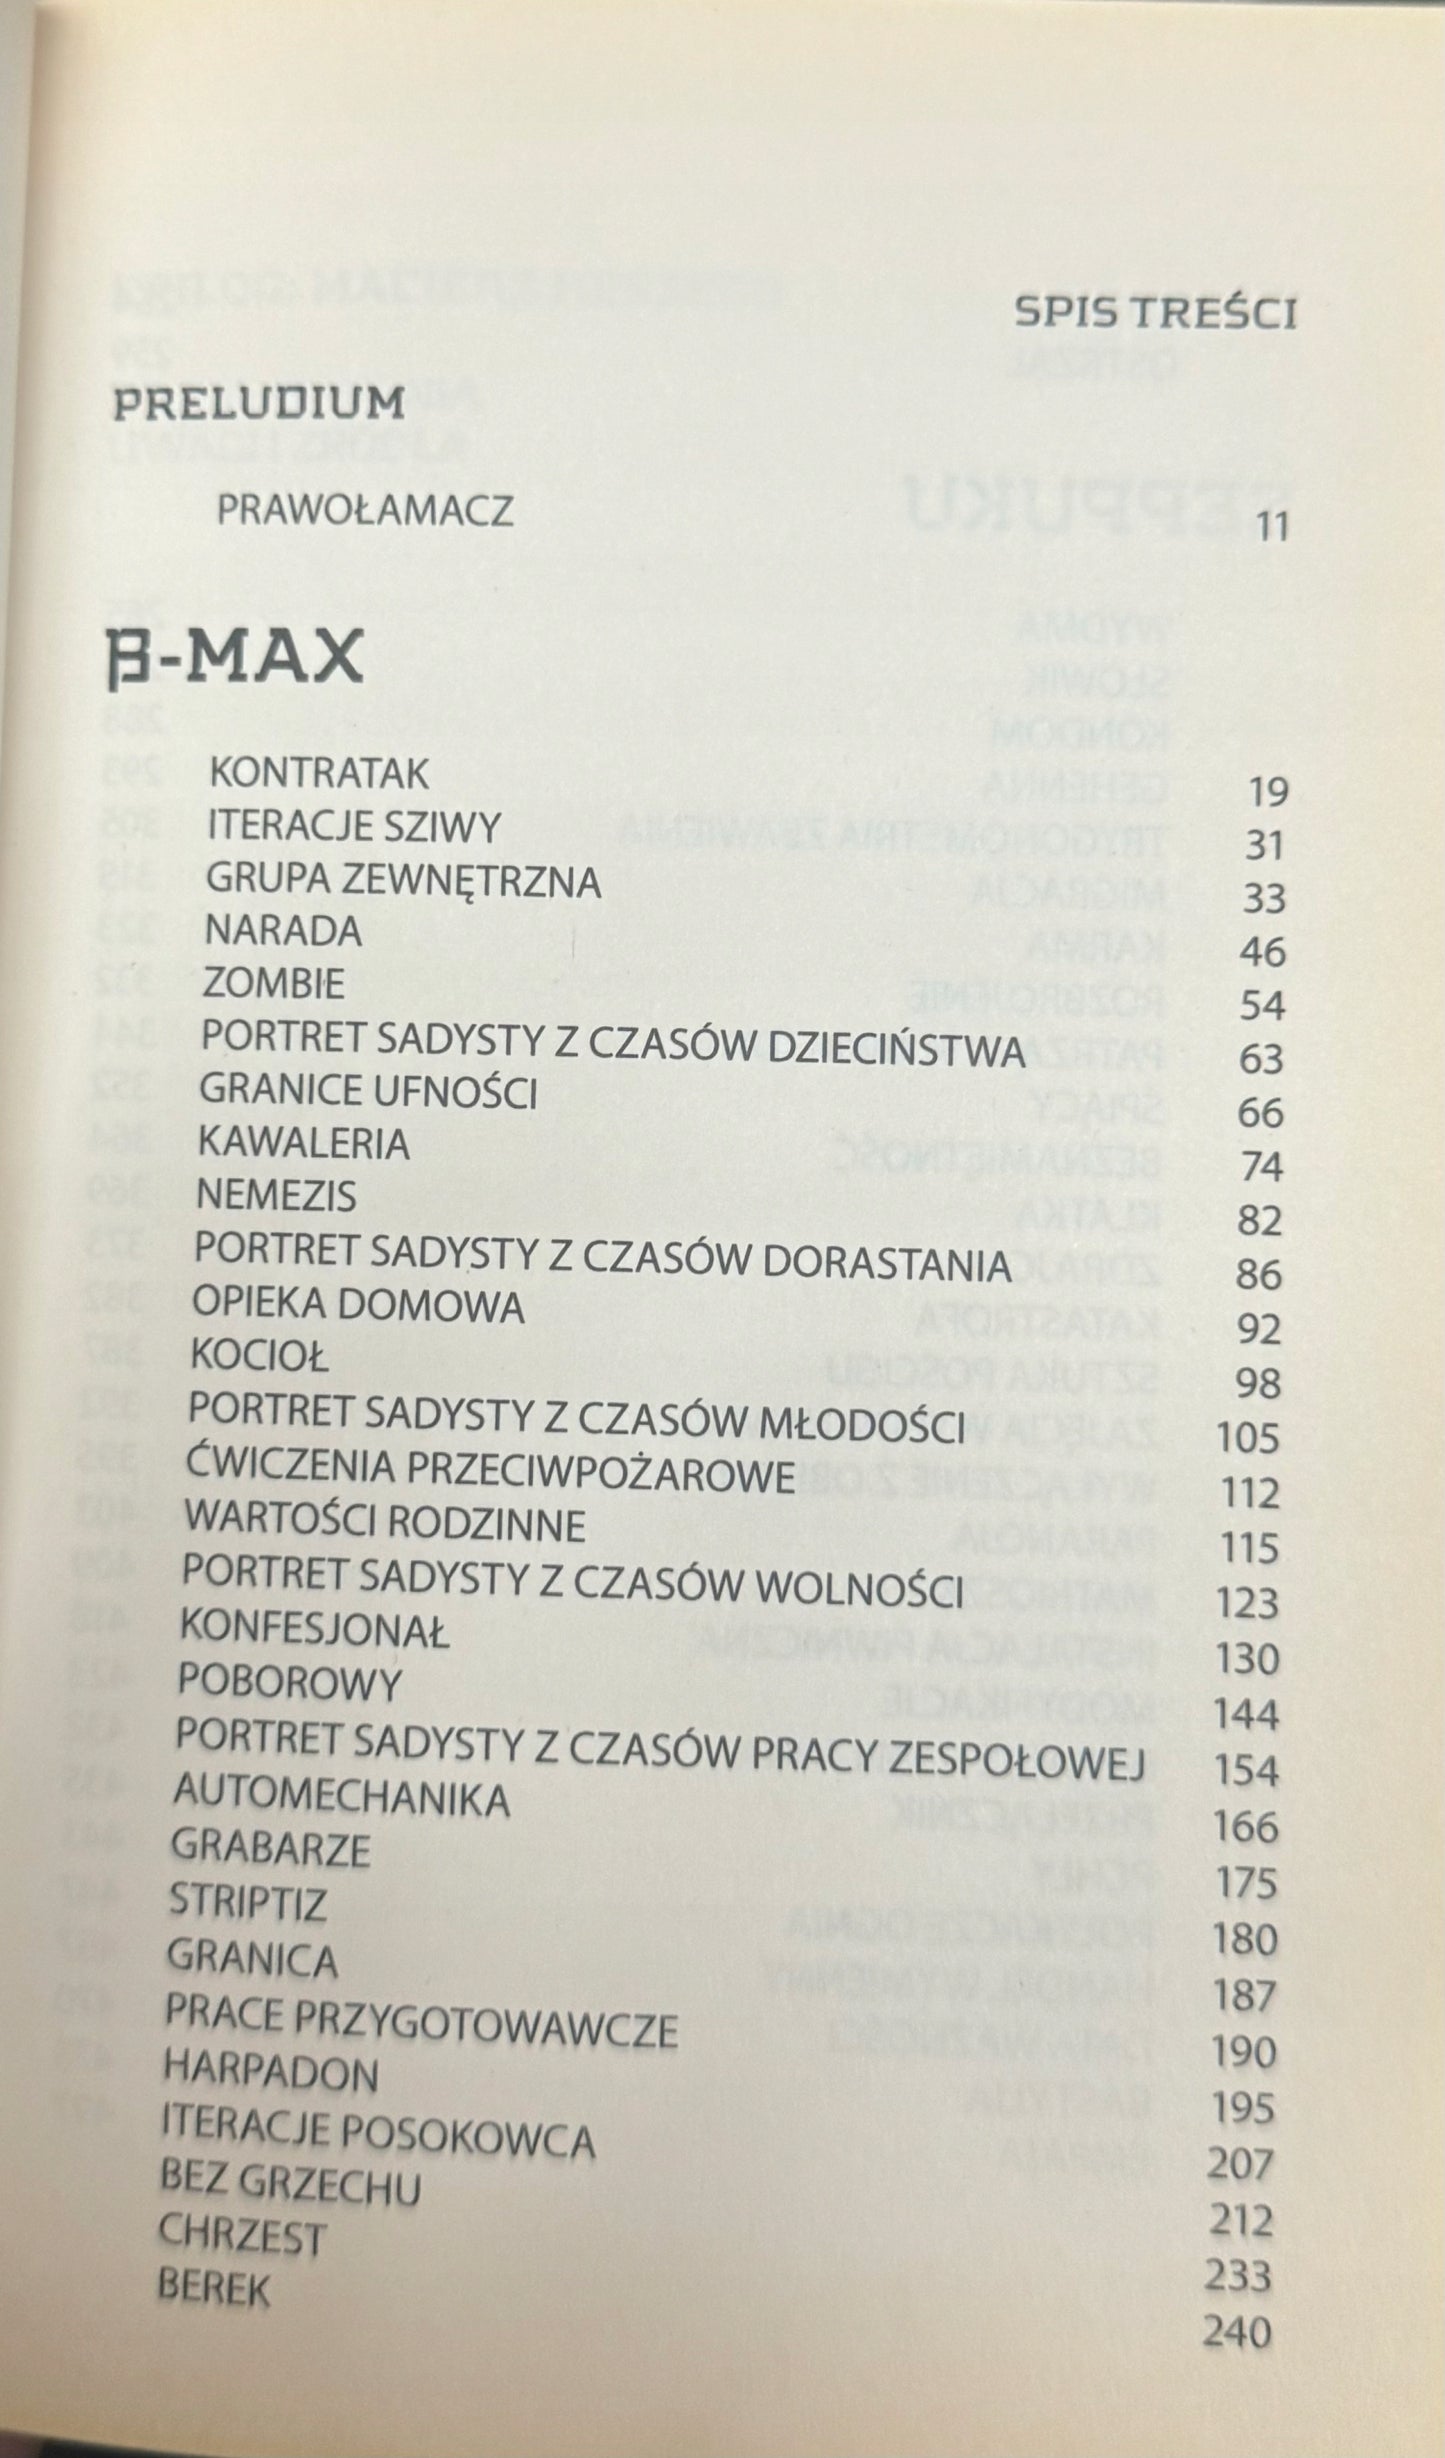 SPIS TREŚCI
PRELUDIUM
PRAWOŁAMACZ 11
β-MAX
KONTRATAK 19
ITERACJE SZIWY 31
GRUPA ZEWNĘTRZNA 33
NARADA 46
ZOMBIE 54
PORTRET SADYSTY Z CZASÓW DZIECIŃSTWA 63
GRANICE UFNOŚCI 66
KAWALERIA 74
NEMEZIS 82
PORTRET SADYSTY Z CZASÓW DORASTANIA 86
OPIEKA DOMOWA 92
KOCIOŁ 98
PORTRET SADYSTY Z CZASÓW MŁODOŚCI 105
ĆWICZENIA PRZECIWPOŻAROWE 112
WARTOŚCI RODZINNE 115
PORTRET SADYSTY Z CZASÓW WOLNOŚCI 123
KONFESJONAŁ 130
POBOROWY 144
PORTRET SADYSTY Z CZASÓW PRACY ZESPOŁOWEJ 154
AUTOMECHANIKA 166
GRABARZE 175
STRIPTIZ 180
GRANICA 187
PRACE PRZYGOTOWAWCZE 190
HARPADON 195
ITERACJE POSOKOWCA 207
BEZ GRZECHU 212
CHRZEST 233
BEREK 240